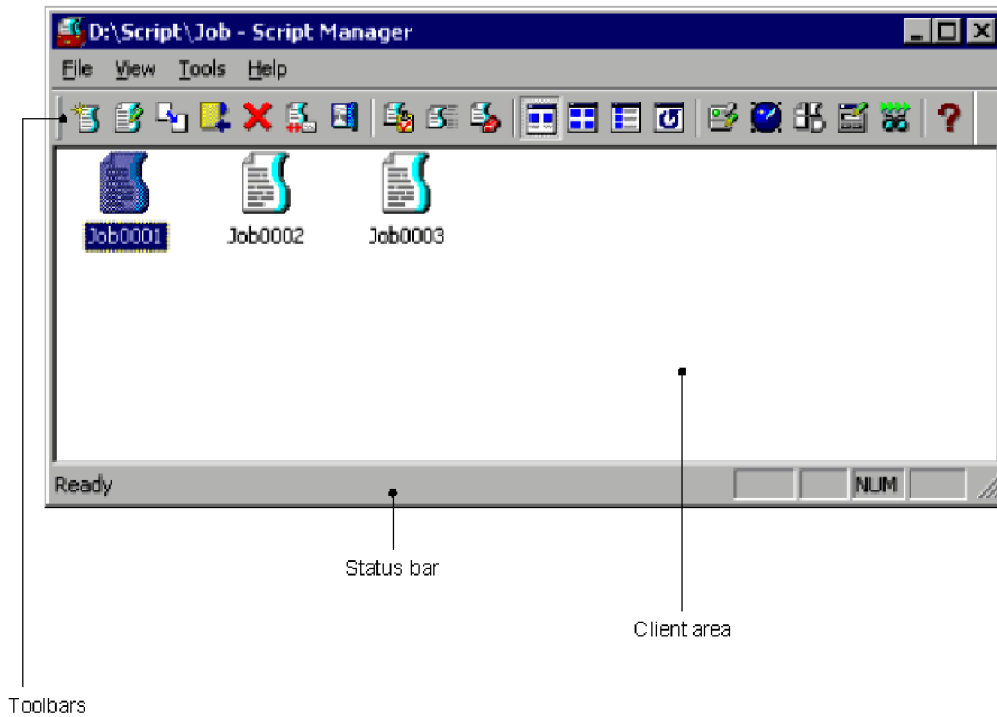 D:\Script\Job - Script Manager
File View Tools Help
Job0001 Job0002 Job0003
Ready NUM
Status bar
Client area
Toolbars